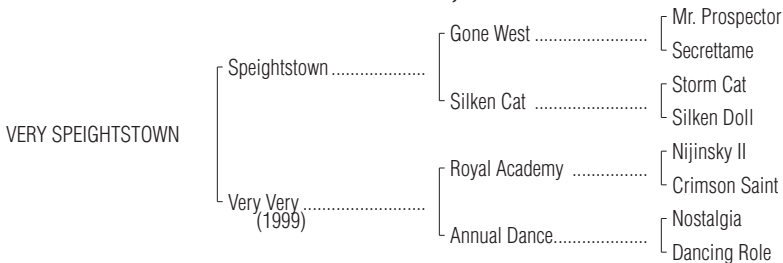 Mr. Prospector
Gone West .......................
Secrettame
Speightstown .....................
Storm Cat
Silken Cat .......................
Silken Doll
VERY SPEIGHTSTOWN
Nijinsky II
Royal Academy ...............
Crimson Saint
Very Very ...........................
(1999)
Nostalgia
Annual Dance...................
Dancing Role